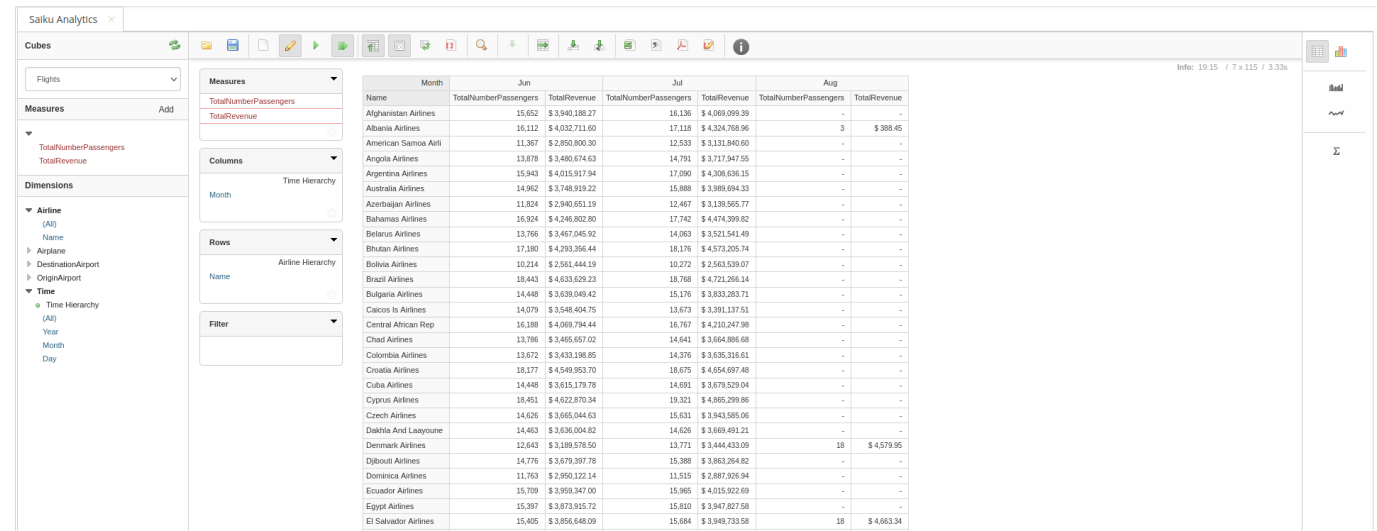 Saiku Analytics ×
Cubes
Flights
Measures Add
TotalNumberPassengers
TotalRevenue
Dimensions
Airline
(All)
Name
Airplane
DestinationAirport
OriginAirport
Time
Time Hierarchy
(All)
Year
Month
Day
Measures
TotalNumberPassengers
TotalRevenue
Columns
Time Hierarchy
Month
Rows
Airline Hierarchy
Name
Filter
Info: 19:15 / 7 x 115 / 3.33s
Month Jun Jul Aug
Name TotalNumberPassengers TotalRevenue TotalNumberPassengers TotalRevenue TotalNumberPassengers TotalRevenue
Afghanistan Airlines 15,652 $ 3,940,188.27 16,136 $ 4,069,099.39 - -
Albania Airlines 16,112 $ 4,032,711.60 17,118 $ 4,324,768.96 3 $ 388.45
American Samoa Airli 11,367 $ 2,850,800.30 12,533 $ 3,131,840.60 - -
Angola Airlines 13,878 $ 3,480,674.63 14,791 $ 3,717,947.55 - -
Argentina Airlines 15,943 $ 4,015,917.94 17,090 $ 4,308,636.15 - -
Australia Airlines 14,962 $ 3,748,919.22 15,888 $ 3,989,694.33 - -
Azerbaijan Airlines 11,824 $ 2,940,651.19 12,467 $ 3,139,565.77 - -
Bahamas Airlines 16,924 $ 4,246,802.80 17,742 $ 4,474,399.82 - -
Belarus Airlines 13,766 $ 3,467,045.92 14,063 $ 3,521,541.49 - -
Bhutan Airlines 17,180 $ 4,293,356.44 18,176 $ 4,573,205.74 - -
Bolivia Airlines 10,214 $ 2,561,444.19 10,272 $ 2,563,539.07 - -
Brazil Airlines 18,443 $ 4,633,629.23 18,768 $ 4,721,266.14 - -
Bulgaria Airlines 14,448 $ 3,639,049.42 15,176 $ 3,833,283.71 - -
Caicos Is Airlines 14,079 $ 3,548,404.75 13,673 $ 3,391,137.51 - -
Central African Rep 16,188 $ 4,069,794.44 16,767 $ 4,210,247.98 - -
Chad Airlines 13,786 $ 3,465,657.02 14,641 $ 3,664,886.68 - -
Colombia Airlines 13,672 $ 3,433,198.85 14,376 $ 3,635,316.61 - -
Croatia Airlines 18,177 $ 4,549,953.70 18,675 $ 4,654,697.48 - -
Cuba Airlines 14,448 $ 3,615,179.78 14,691 $ 3,679,529.04 - -
Cyprus Airlines 18,451 $ 4,622,870.34 19,321 $ 4,865,299.86 - -
Czech Airlines 14,626 $ 3,665,044.63 15,631 $ 3,943,585.06 - -
Dakhla And Laayoune 14,463 $ 3,636,004.82 14,626 $ 3,669,491.21 - -
Denmark Airlines 12,643 $ 3,189,578.50 13,771 $ 3,444,433.09 18 $ 4,579.95
Djibouti Airlines 14,776 $ 3,679,397.78 15,388 $ 3,863,264.82 - -
Dominica Airlines 11,763 $ 2,950,122.14 11,515 $ 2,887,926.94 - -
Ecuador Airlines 15,709 $ 3,959,347.00 15,965 $ 4,015,922.69 - -
Egypt Airlines 15,397 $ 3,873,915.72 15,810 $ 3,947,827.58 - -
El Salvador Airlines 15,405 $ 3,856,648.09 15,684 $ 3,949,733.58 18 $ 4,663.34
Σ